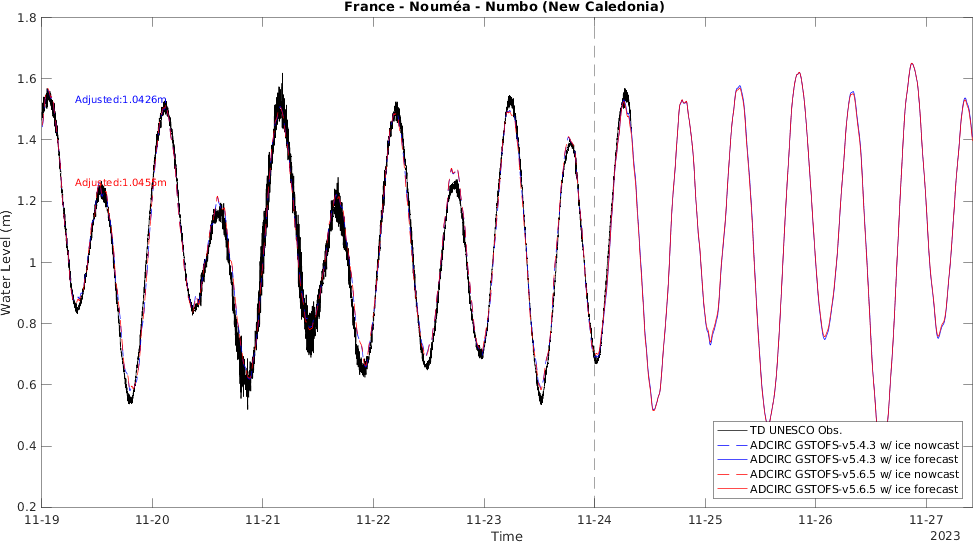 France - Nouméa - Numbo (New Caledonia)
1.8
1.6
1.4
1.2
1
0.8
0.6
0.4
0.2
Water Level (m)
Adjusted:1.0426m
Adjusted:1.0455m
TD UNESCO Obs.
ADCIRC GSTOFS-v5.4.3 w/ ice nowcast
ADCIRC GSTOFS-v5.4.3 w/ ice forecast
ADCIRC GSTOFS-v5.6.5 w/ ice nowcast
ADCIRC GSTOFS-v5.6.5 w/ ice forecast
11-19 11-20 11-21 11-22 11-23 11-24 11-25 11-26 11-27
Time
2023